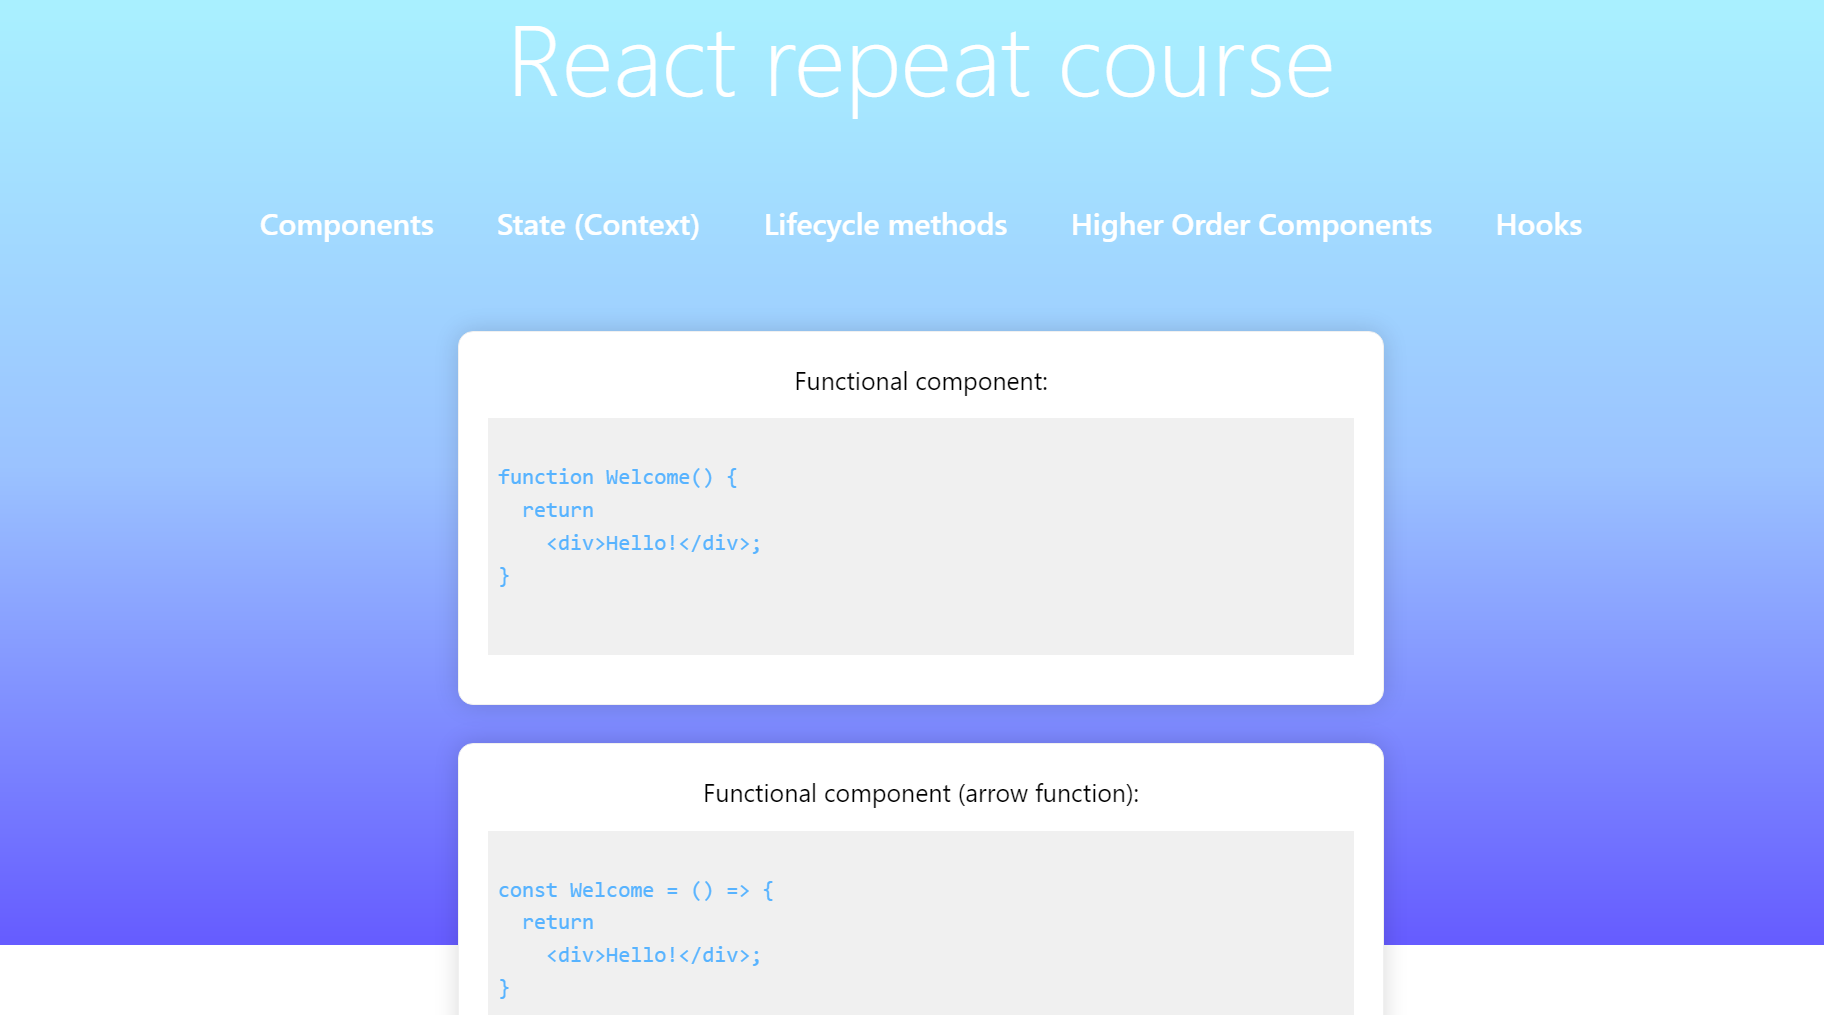 React repeat course
Components State (Context) Lifecycle methods Higher Order Components Hooks
Functional component:
function Welcome() {
  return
    <div>Hello!</div>;
}
Functional component (arrow function):
const Welcome = () => {
  return
    <div>Hello!</div>;
}